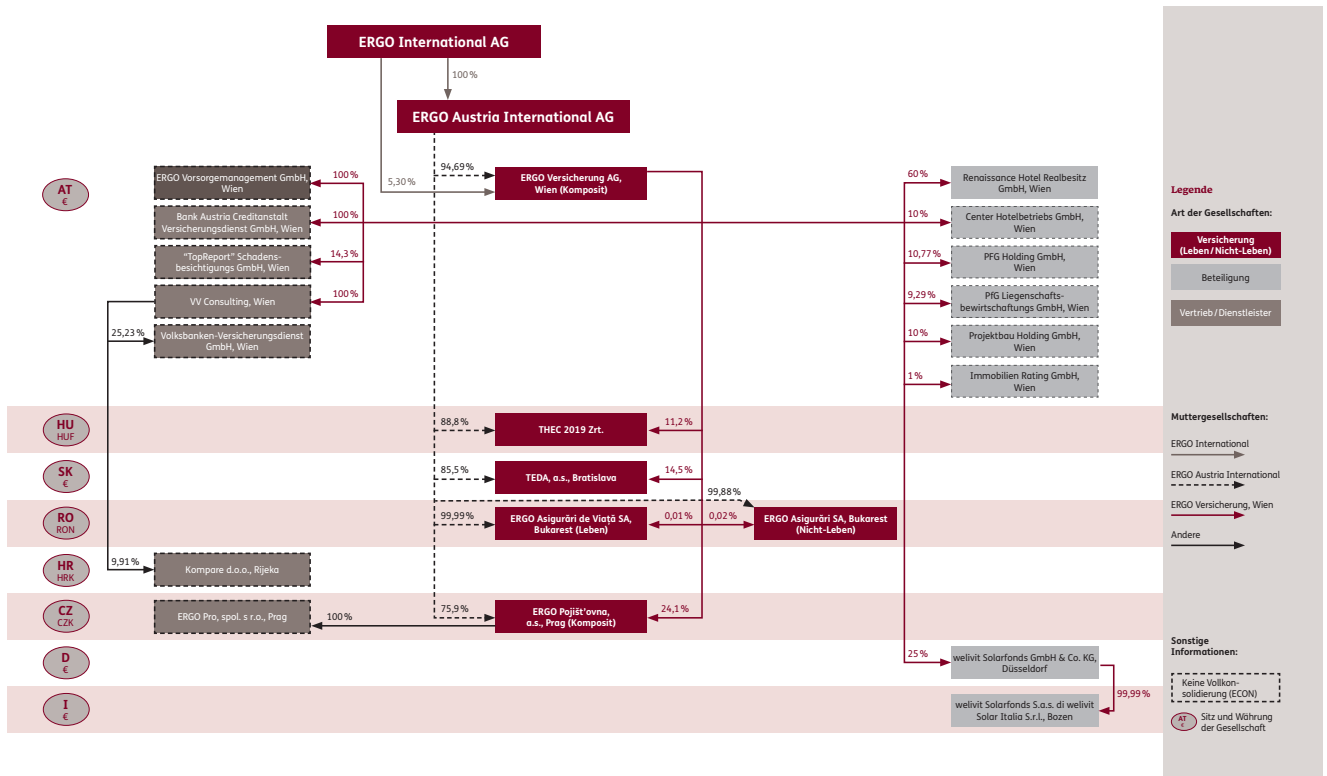 ERGO International AG
100 %
ERGO Austria International AG
AT
€
ERGO Vorsorgemanagement GmbH,
Wien
100 %
94,69 %
5,30 %
ERGO Versicherung AG,
Wien (Komposit)
60 %
Renaissance Hotel Realbesitz
GmbH, Wien
Bank Austria Creditanstalt
Versicherungsdienst GmbH, Wien
100 %
10 %
Center Hotelbetriebs GmbH,
Wien
"TopReport" Schadens-
besichtigungs GmbH, Wien
14,3 %
10,77 %
PFG Holding GmbH,
Wien
VV Consulting, Wien
100 %
9,29 %
PfG Liegenschafts-
bewirtschaftungs GmbH, Wien
25,23 %
Volksbanken-Versicherungsdienst
GmbH, Wien
10 %
Projektbau Holding GmbH,
Wien
1 %
Immobilien Rating GmbH,
Wien
HU
HUF
88,8 %
THEC 2019 Zrt.
11,2 %
SK
€
85,5 %
TEDA, a.s., Bratislava
14,5 %
99,88 %
RO
RON
99,99 %
ERGO Asigurări de Viață SA,
Bukarest (Leben)
0,01 %
0,02 %
ERGO Asigurări SA, Bukarest
(Nicht-Leben)
HR
HRK
9,91 %
Kompare d.o.o., Rijeka
CZ
CZK
ERGO Pro, spol. s r.o., Prag
100 %
75,9 %
ERGO Pojišt'ovna,
a.s., Prag (Komposit)
24,1 %
D
€
25 %
welivit Solarfonds GmbH & Co. KG,
Düsseldorf
99,99 %
I
€
welivit Solarfonds S.a.s. di welivit
Solar Italia S.r.l., Bozen
Legende
Art der Gesellschaften:
Versicherung
(Leben / Nicht-Leben)
Beteiligung
Vertrieb / Dienstleister
Muttergesellschaften:
ERGO International
ERGO Austria International
ERGO Versicherung, Wien
Andere
Sonstige
Informationen:
Keine Vollkon-
solidierung (ECON)
AT
€
Sitz und Währung
der Gesellschaft